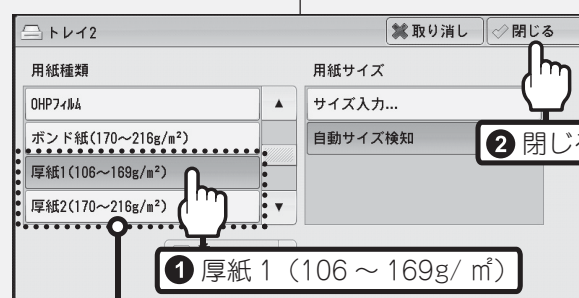 トレイ2
取り消し
閉じる
用紙種類
用紙サイズ
OHPフィルム
サイズ入力...
ボンド紙(170～216g/m²)
自動サイズ検知
❷ 閉じる
厚紙1(106～169g/m²)
厚紙2(170～216g/m²)
❶ 厚紙 1（106 ～ 169g/ ㎡）